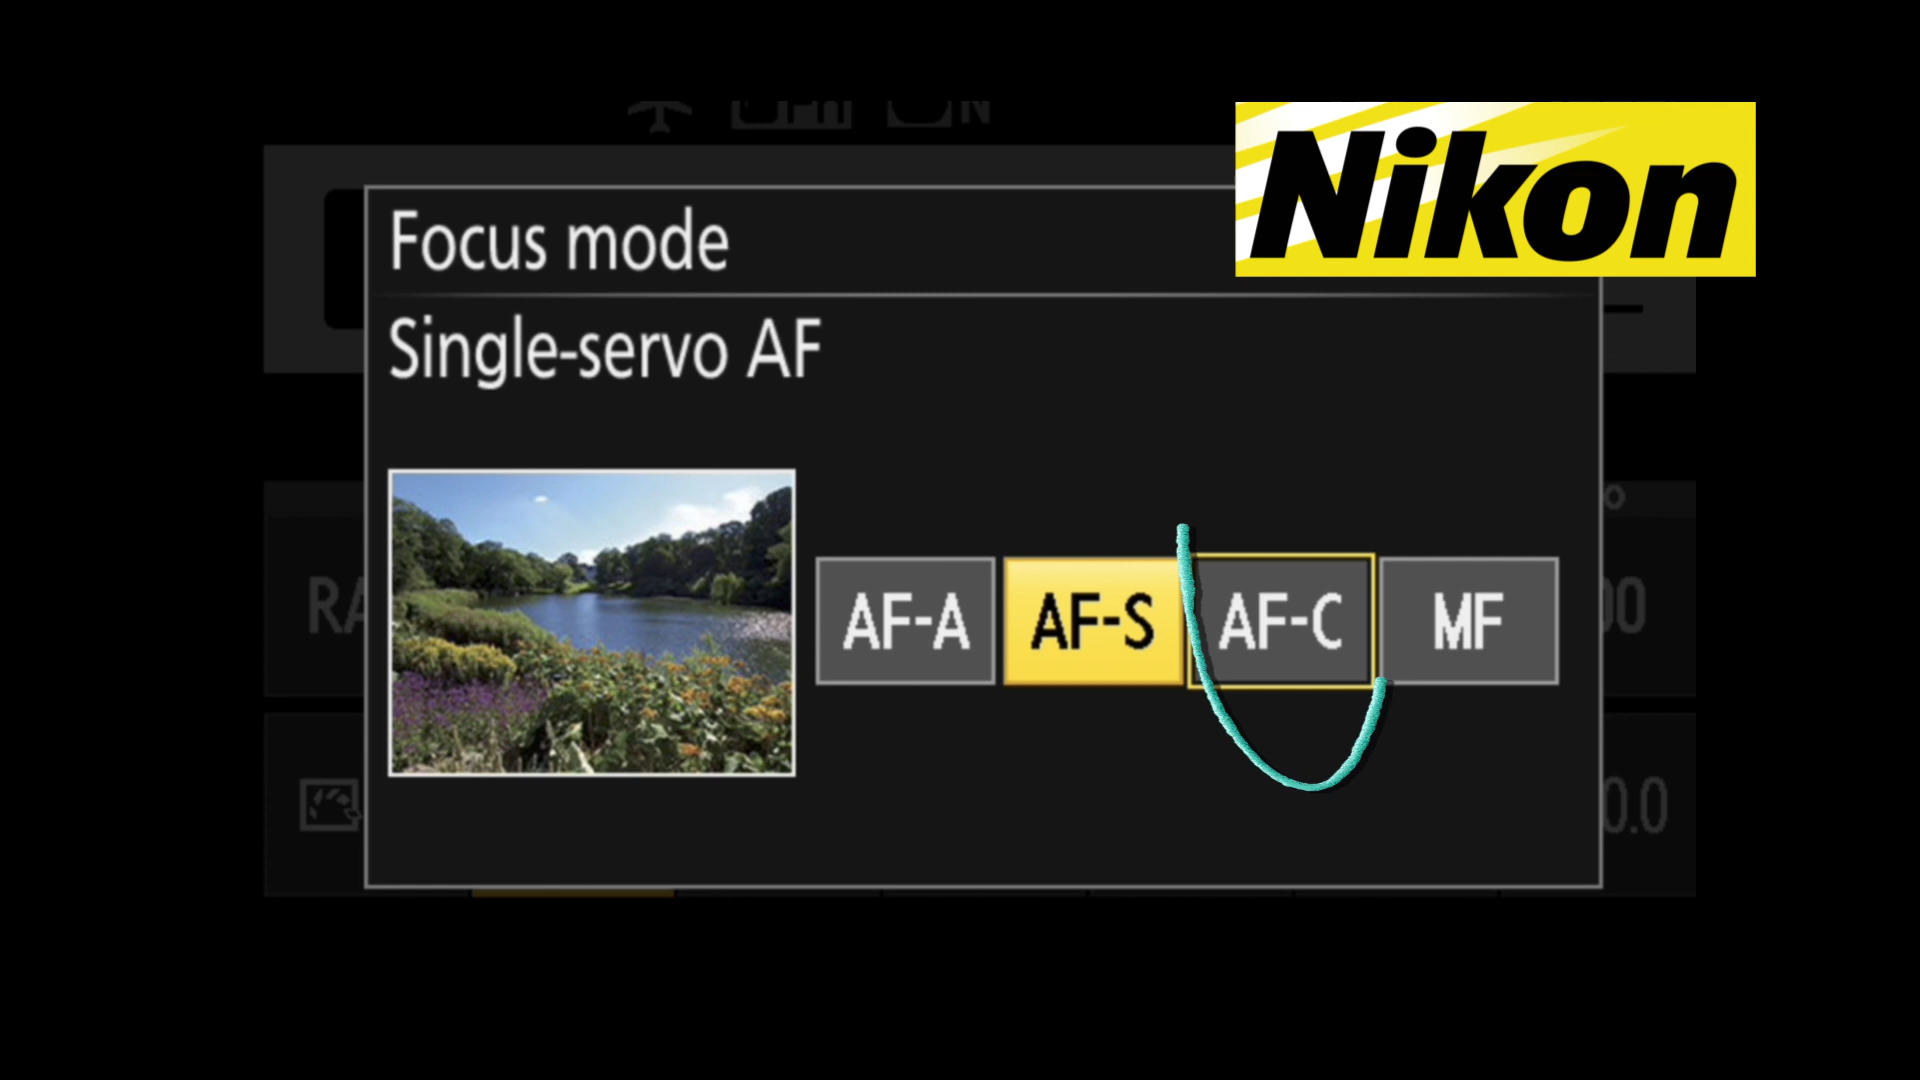 N
Nikon
Focus mode
Single-servo AF
AF-A AF-S AF-C MF